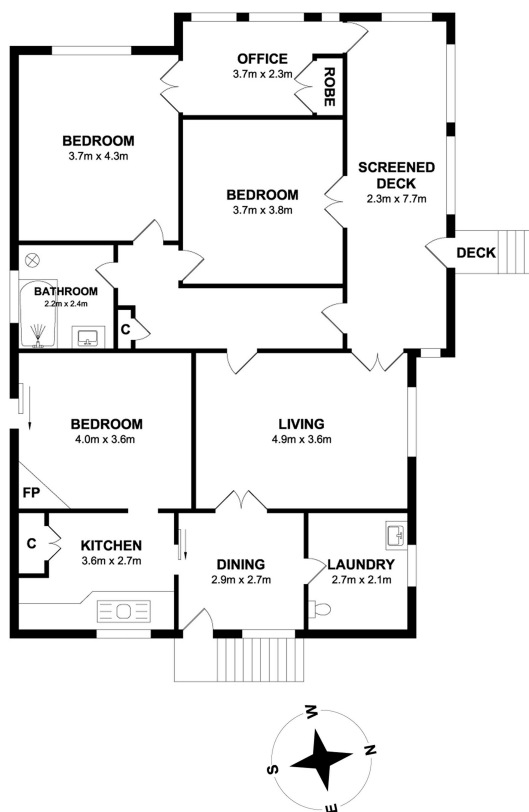 OFFICE
3.7m x 2.3m
ROBE
BEDROOM
3.7m x 4.3m
BEDROOM
3.7m x 3.8m
SCREENED
DECK
2.3m x 7.7m
DECK
BATHROOM
2.2m x 2.4m
C
BEDROOM
4.0m x 3.6m
LIVING
4.9m x 3.6m
FP
C
KITCHEN
3.6m x 2.7m
DINING
2.9m x 2.7m
LAUNDRY
2.7m x 2.1m
W
N
S
E